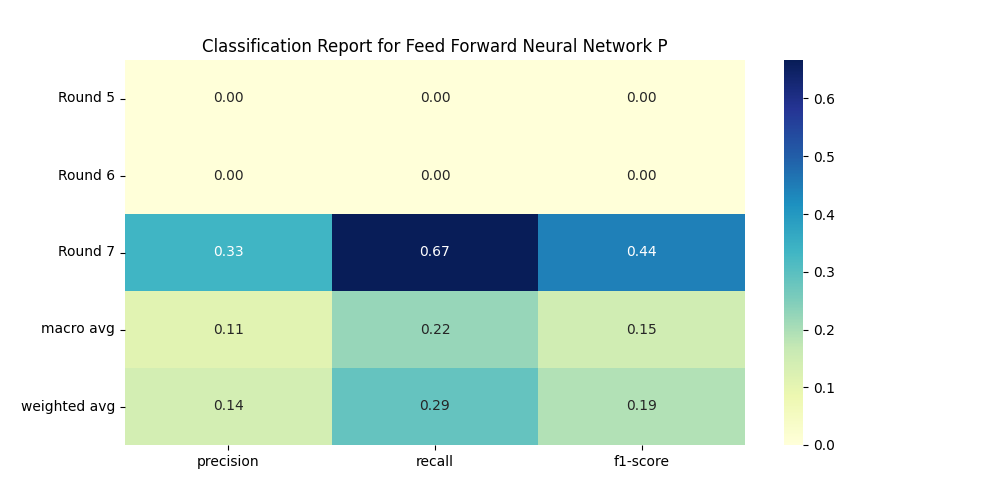 Classification Report for Feed Forward Neural Network P
Round 5 0.00 0.00 0.00
Round 6 0.00 0.00 0.00
Round 7 0.33 0.67 0.44
macro avg 0.11 0.22 0.15
weighted avg 0.14 0.29 0.19
precision recall f1-score
0.6
0.5
0.4
0.3
0.2
0.1
0.0